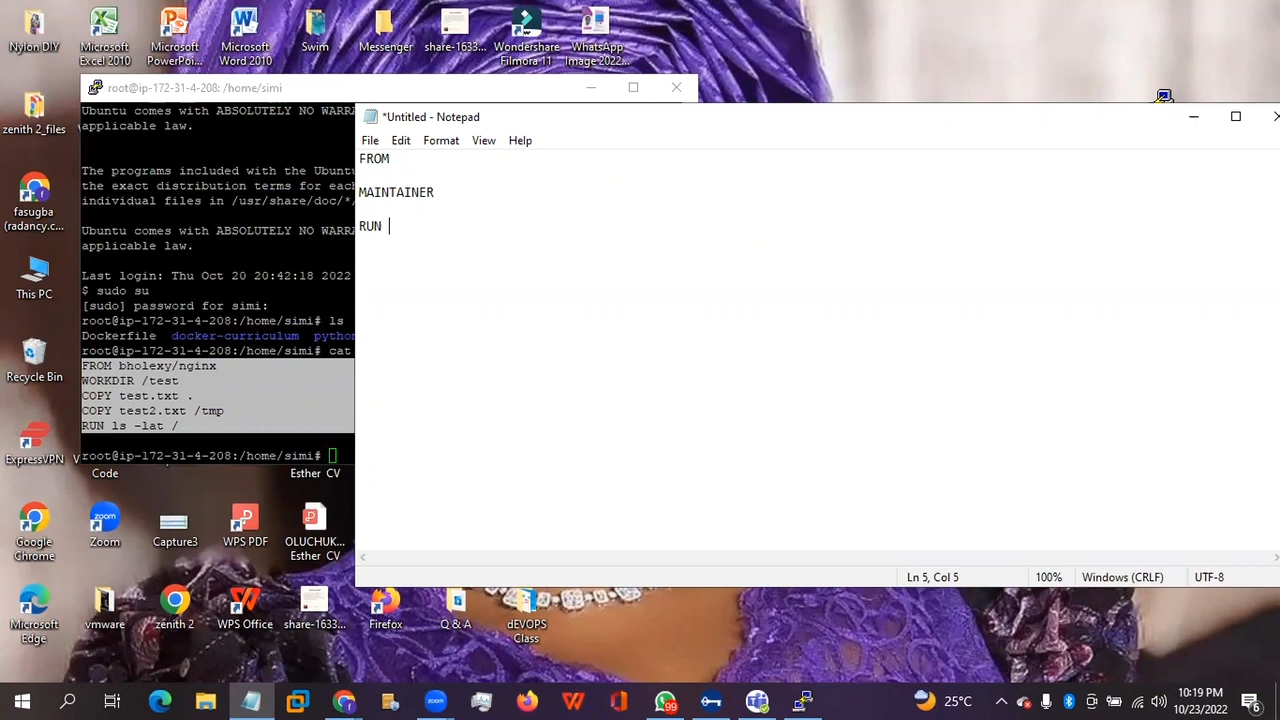 Nylon DIY
Microsoft Excel 2010
Microsoft PowerPoi...
Microsoft Word 2010
Swim
Messenger
share-1633...
Wondershare Filmora 11
WhatsApp Image 2022...
root@ip-172-31-4-208: /home/simi
Ubuntu comes with ABSOLUTELY NO WARRA
applicable law.
The programs included with the Ubuntu
the exact distribution terms for each
individual files in /usr/share/doc/*/
Ubuntu comes with ABSOLUTELY NO WARRA
applicable law.
Last login: Thu Oct 20 20:42:18 2022
$ sudo su
[sudo] password for simi:
root@ip-172-31-4-208:/home/simi# ls
Dockerfile docker-curriculum python
root@ip-172-31-4-208:/home/simi# cat
FROM bholexy/nginx
WORKDIR /test
COPY test.txt .
COPY test2.txt /tmp
RUN ls -lat /
root@ip-172-31-4-208:/home/simi#
*Untitled - Notepad
File Edit Format View Help
FROM
MAINTAINER
RUN
Ln 5, Col 5
100%
Windows (CRLF)
UTF-8
zenith 2_files
fasugba (radancy.c...
This PC
Recycle Bin
ExpressVPN
V
Code
Esther CV
Google Chrome
Zoom
Capture3
WPS PDF
OLUCHUK... Esther CV
Microsoft Edge
vmware
zenith 2
WPS Office
share-1633...
Firefox
Q & A
dEVOPS Class
zoom
99
25°C
10:19 PM
10/23/2022
6